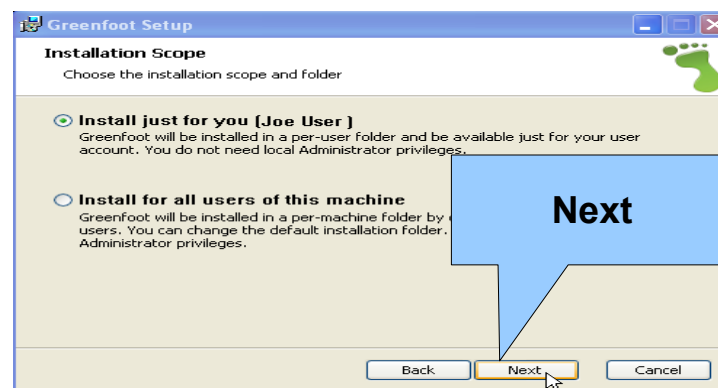 Greenfoot Setup
Installation Scope
Choose the installation scope and folder
Install just for you (Joe User )
Greenfoot will be installed in a per-user folder and be available just for your user
account. You do not need local Administrator privileges.
Install for all users of this machine
Greenfoot will be installed in a per-machine folder by
users. You can change the default installation folder.
Administrator privileges.
Next
Back
Next
Cancel